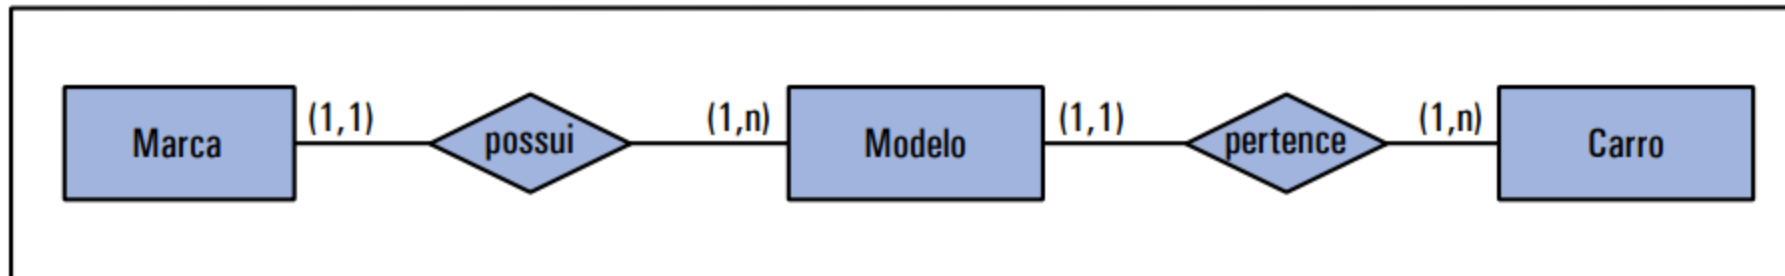 (1,1) (1,n) (1,1) (1,n)
Marca possui Modelo pertence Carro